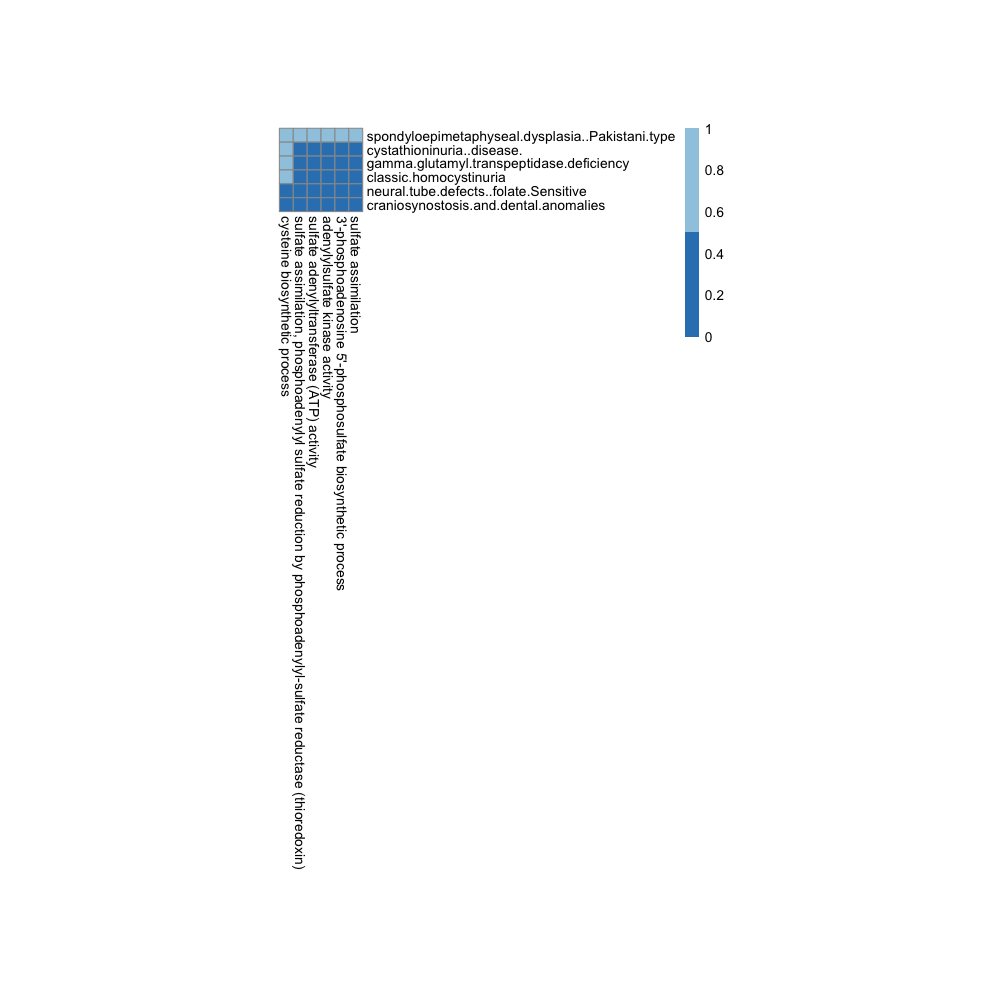 spondyloepimetaphyseal.dysplasia..Pakistani.type
cystathioninuria..disease.
gamma.glutamyl.transpeptidase.deficiency
classic.homocystinuria
neural.tube.defects..folate.Sensitive
craniosynostosis.and.dental.anomalies
1
0.8
0.6
0.4
0.2
0
cysteine biosynthetic process
sulfate assimilation, phosphoadenylyl sulfate reduction by phosphoadenylyl-sulfate reductase (thioredoxin)
sulfate adenylyltransferase (ATP) activity
adenylylsulfate kinase activity
3'-phosphoadenosine 5'-phosphosulfate biosynthetic process
sulfate assimilation